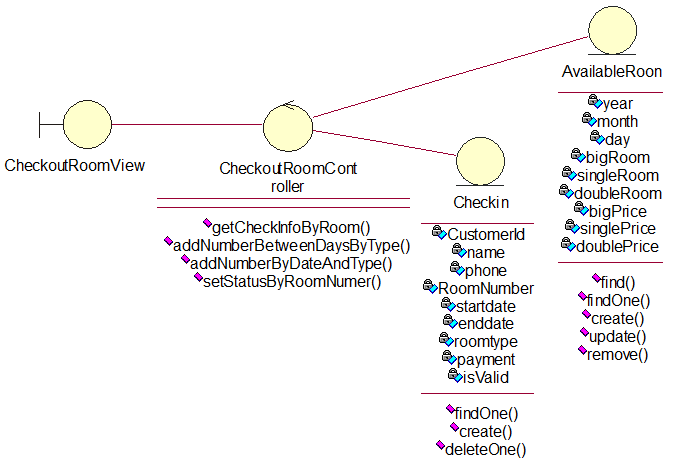 CheckoutRoomView
CheckoutRoomCont
roller
getCheckInfoByRoom()
addNumberBetweenDaysByType()
addNumberByDateAndType()
setStatusByRoomNumer()
Checkin
CustomerId
name
phone
RoomNumber
startdate
enddate
roomtype
payment
isValid
findOne()
create()
deleteOne()
AvailableRoon
year
month
day
bigRoom
singleRoom
doubleRoom
bigPrice
singlePrice
doublePrice
find()
findOne()
create()
update()
remove()